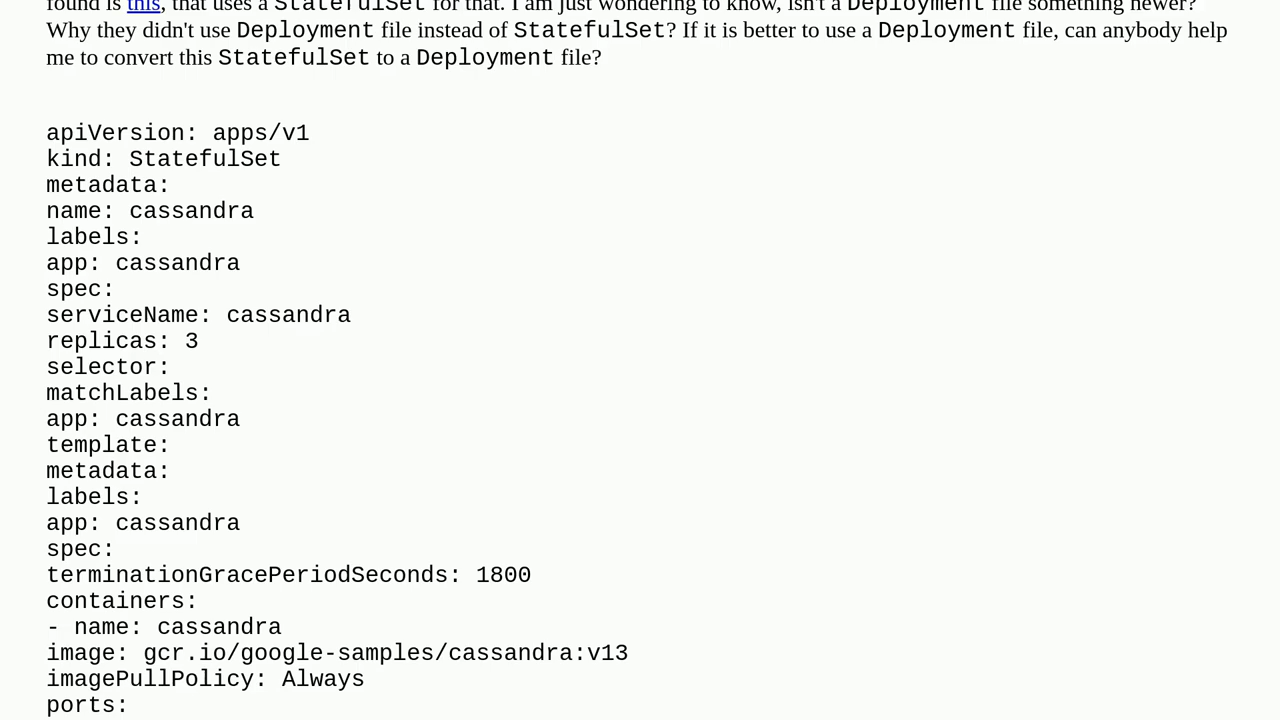 found is this, that uses a StatefulSet for that. I am just wondering to know, isn't a Deployment file something newer?
Why they didn't use Deployment file instead of StatefulSet? If it is better to use a Deployment file, can anybody help
me to convert this StatefulSet to a Deployment file?
apiVersion: apps/v1
kind: StatefulSet
metadata:
name: cassandra
labels:
app: cassandra
spec:
serviceName: cassandra
replicas: 3
selector:
matchLabels:
app: cassandra
template:
metadata:
labels:
app: cassandra
spec:
terminationGracePeriodSeconds: 1800
containers:
- name: cassandra
image: gcr.io/google-samples/cassandra:v13
imagePullPolicy: Always
ports: